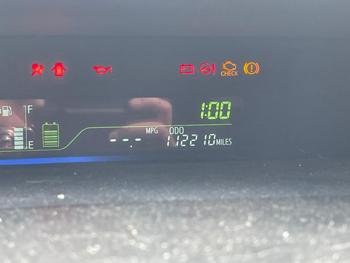 CHECK
F
1:00
MPG ODO
E --.- 112210 MILES